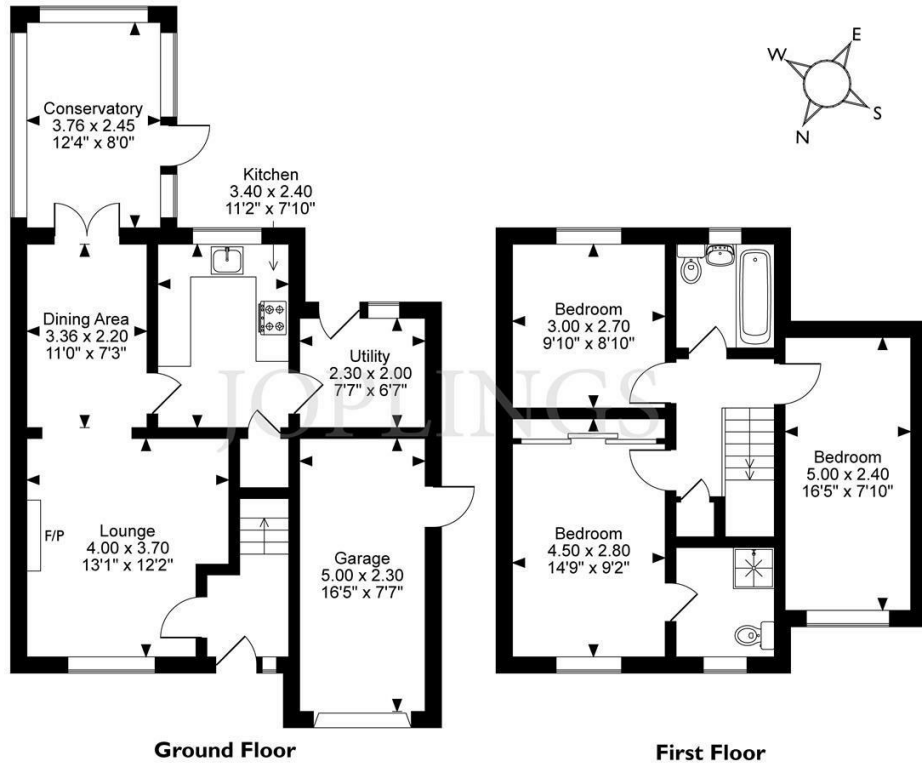 Conservatory
3.76 x 2.45
12'4" x 8'0"
Kitchen
3.40 x 2.40
11'2" x 7'10"
W
E
N
S
Dining Area
3.36 x 2.20
11'0" x 7'3"
Utility
2.30 x 2.00
7'7" x 6'7"
Bedroom
3.00 x 2.70
9'10" x 8'10"
JOPLINGS
Lounge
4.00 x 3.70
13'1" x 12'2"
F/P
Garage
5.00 x 2.30
16'5" x 7'7"
Bedroom
4.50 x 2.80
14'9" x 9'2"
Bedroom
5.00 x 2.40
16'5" x 7'10"
Ground Floor
First Floor